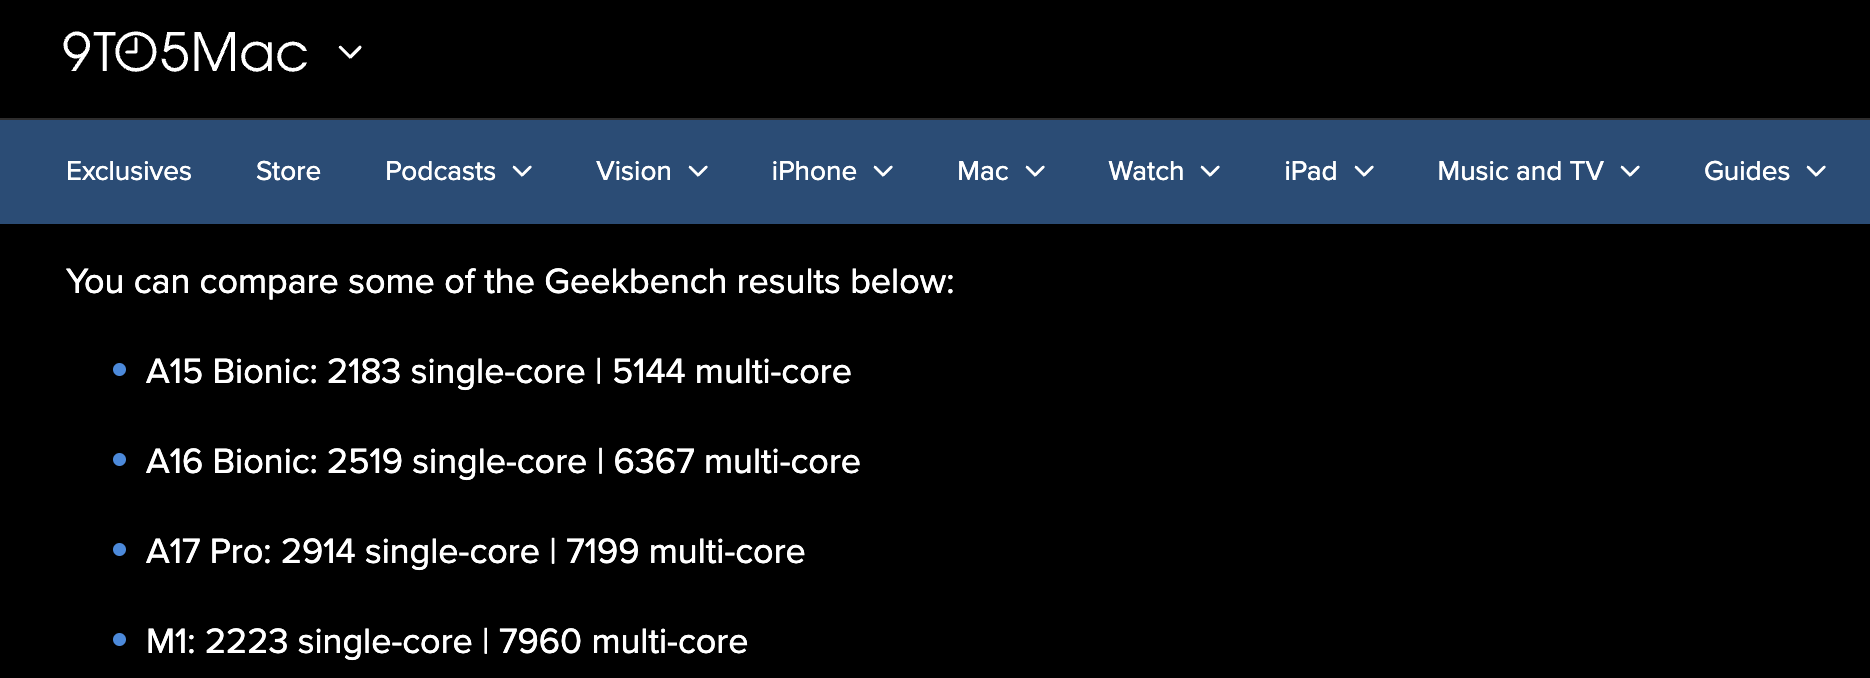 9TO5Mac
Exclusives Store Podcasts Vision iPhone Mac Watch iPad Music and TV Guides
You can compare some of the Geekbench results below:
A15 Bionic: 2183 single-core | 5144 multi-core
A16 Bionic: 2519 single-core | 6367 multi-core
A17 Pro: 2914 single-core | 7199 multi-core
M1: 2223 single-core | 7960 multi-core